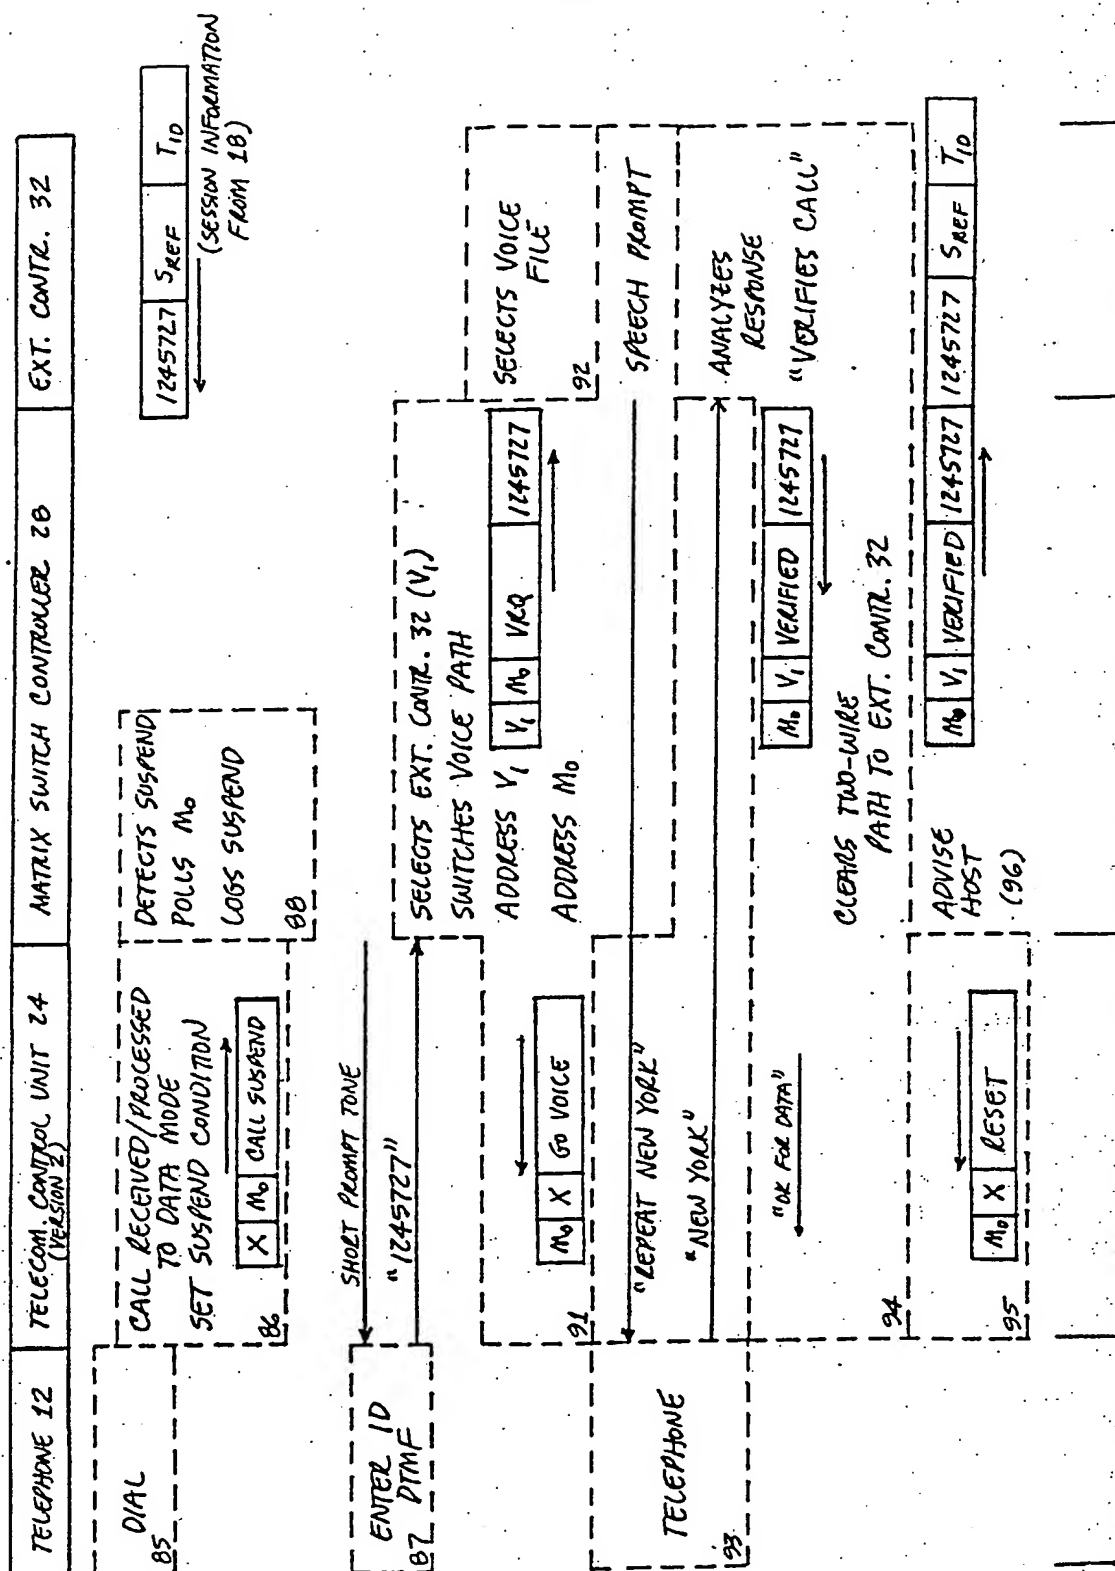 TELEPHONE 12
TELECOM. CONTROL UNIT 24
(VERSION 2)
MATRIX SWITCH CONTROLLER 28
EXT. CONTR. 32
DIAL
85
CALL RECEIVED/PROCESSED
TO DATA MODE
SET SUSPEND CONDITION
X M₀ CALL SUSPEND
86
DETECTS SUSPEND
POLLS M₀
LOGS SUSPEND
88
1245727 S_REF T_ID
(SESSION INFORMATION
FROM 18)
SHORT PROMPT TONE
ENTER ID
DTMF
87
"1245727"
SELECTS EXT. CONTR. 32 (V₁)
SWITCHES VOICE PATH
ADDRESS V₁
V₁ M₀ VRQ 1245727
ADDRESS M₀
SELECTS VOICE
FILE
92
M₀ X GO VOICE
91
SPEECH PROMPT
"REPEAT NEW YORK"
TELEPHONE
93
"NEW YORK"
ANALYZES
RESPONSE
"VERIFIES CALL"
M₀ V₁ VERIFIED 1245727
"OK FOR DATA"
CLEARS TWO-WIRE
PATH TO EXT. CONTR. 32
94
ADVISE
HOST
(96)
M₀ V₁ VERIFIED 1245727 1245727 S_REF T_ID
M₀ X RESET
95